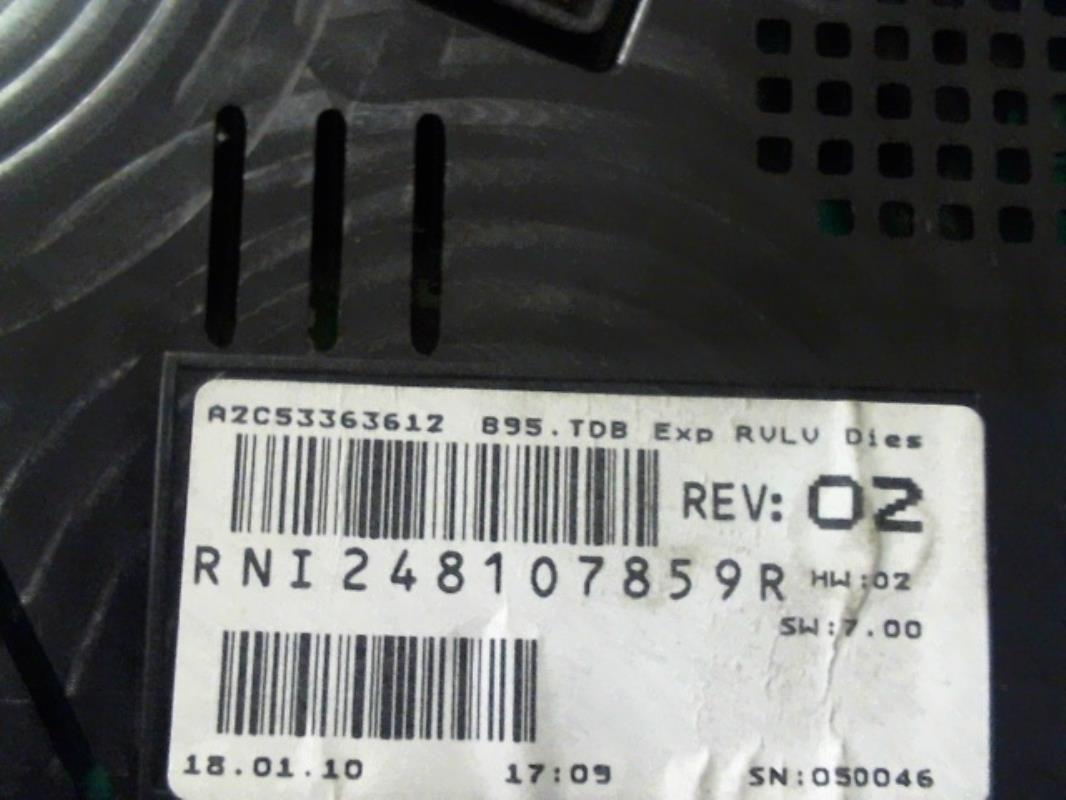 A2C53363612 B95.TDB Exp RVLV Dies
REV: 02
RNI248107859R HW:02
SW:7.00
18.01.10 17:09 SN:050046